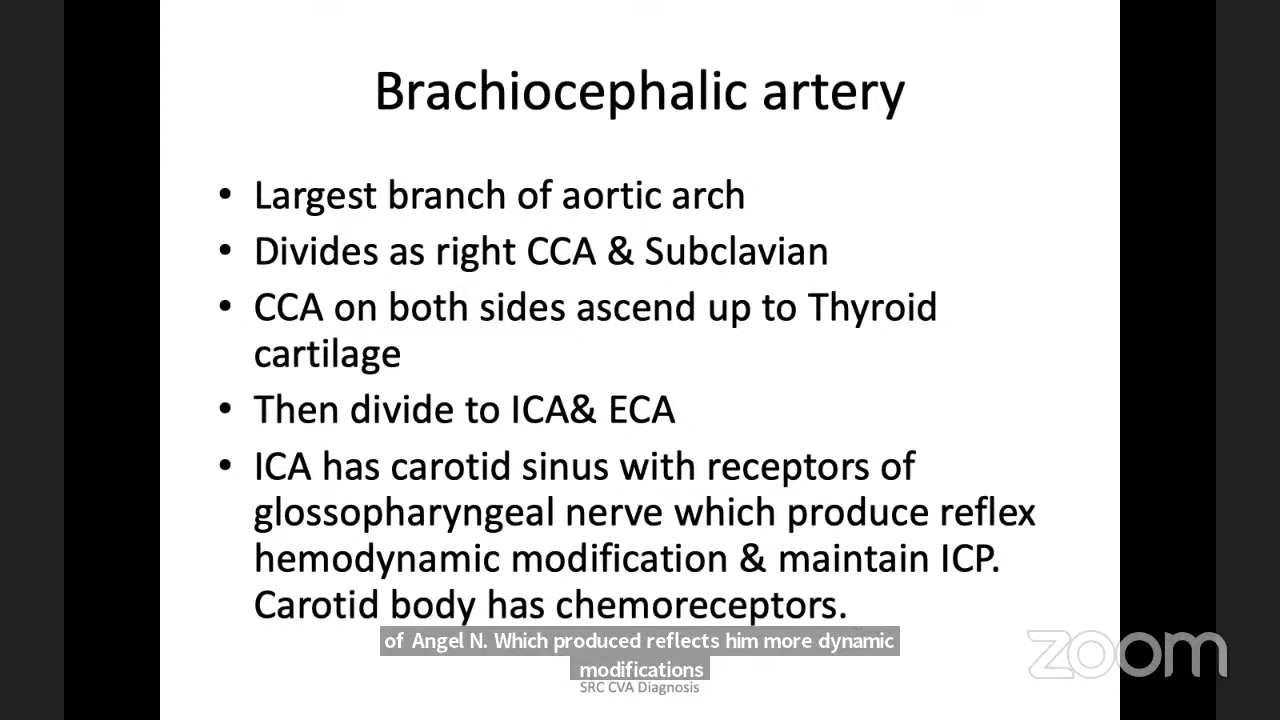 Brachiocephalic artery
• Largest branch of aortic arch
• Divides as right CCA & Subclavian
• CCA on both sides ascend up to Thyroid
cartilage
• Then divide to ICA& ECA
• ICA has carotid sinus with receptors of
glossopharyngeal nerve which produce reflex
hemodynamic modification & maintain ICP.
Carotid body has chemoreceptors.
of Angel N. Which produced reflects him more dynamic
modifications
SRC CVA Diagnosis
zoom